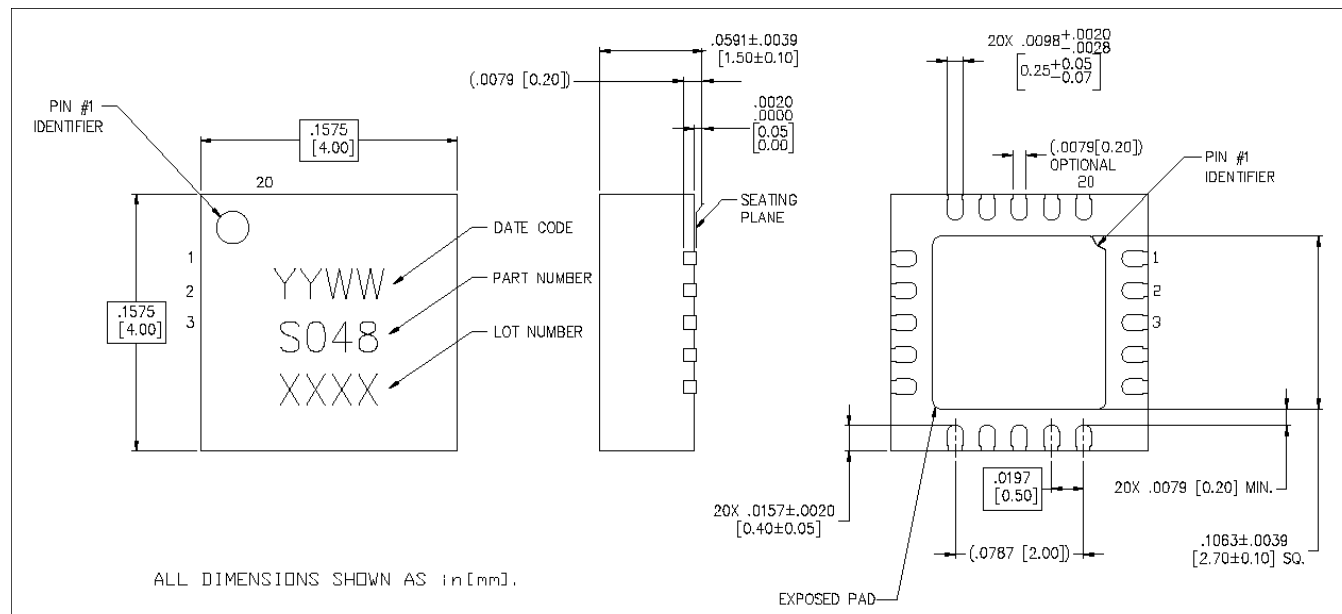 PIN #1
IDENTIFIER
.1575
[4.00]
20
1
2
3
.1575
[4.00]
YYWW
S048
XXXX
DATE CODE
PART NUMBER
LOT NUMBER
.0591±.0039
[1.50±0.10]
(.0079 [0.20])
.0020
.0000
[0.05
0.00]
SEATING
PLANE
20X .0098 +.0020
-.0028
[0.25 +0.05
-0.07]
(.0079[0.20])
OPTIONAL
20
PIN #1
IDENTIFIER
1
2
3
20X .0157±.0020
[0.40±0.05]
.0197
[0.50]
(.0787 [2.00])
20X .0079 [0.20] MIN.
.1063±.0039
[2.70±0.10] SQ.
EXPOSED PAD
ALL DIMENSIONS SHOWN AS in[mm].